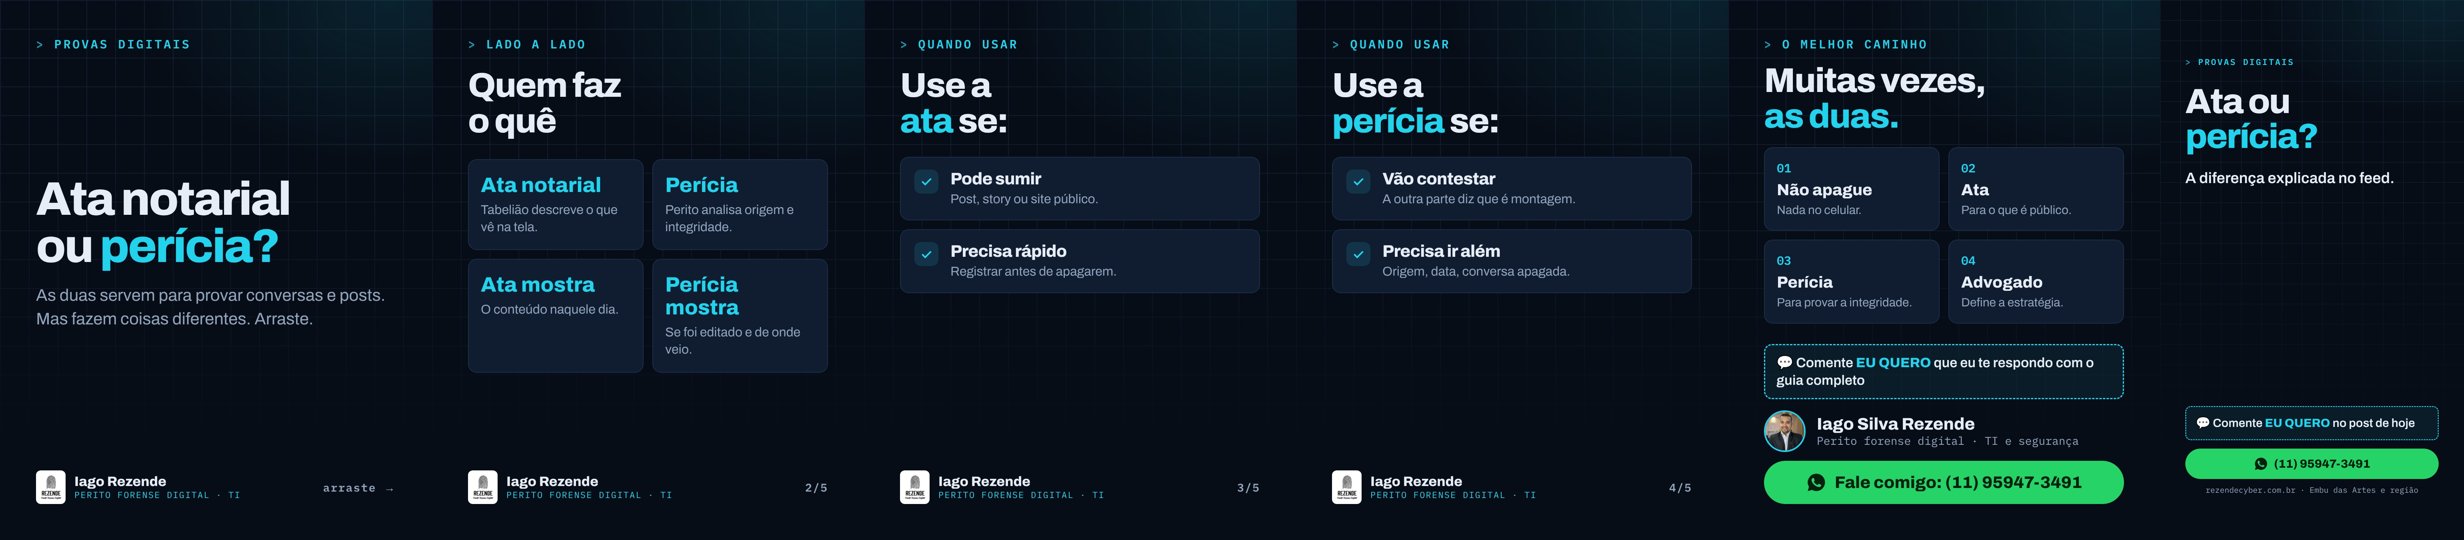 > PROVAS DIGITAIS
Ata notarial
ou perícia?
As duas servem para provar conversas e posts.
Mas fazem coisas diferentes. Arraste.
REZENDE
Iago Rezende
PERITO FORENSE DIGITAL · TI
arraste →
> LADO A LADO
Quem faz
o quê
Ata notarial
Tabelião descreve o que
vê na tela.
Perícia
Perito analisa origem e
integridade.
Ata mostra
O conteúdo naquele dia.
Perícia
mostra
Se foi editado e de onde
veio.
REZENDE
Iago Rezende
PERITO FORENSE DIGITAL · TI
2/5
> QUANDO USAR
Use a
ata se:
Pode sumir
Post, story ou site público.
Precisa rápido
Registrar antes de apagarem.
REZENDE
Iago Rezende
PERITO FORENSE DIGITAL · TI
3/5
> QUANDO USAR
Use a
perícia se:
Vão contestar
A outra parte diz que é montagem.
Precisa ir além
Origem, data, conversa apagada.
REZENDE
Iago Rezende
PERITO FORENSE DIGITAL · TI
4/5
> O MELHOR CAMINHO
Muitas vezes,
as duas.
01
Não apague
Nada no celular.
02
Ata
Para o que é público.
03
Perícia
Para provar a integridade.
04
Advogado
Define a estratégia.
💬 Comente EU QUERO que eu te respondo com o
guia completo
Iago Silva Rezende
Perito forense digital · TI e segurança
Fale comigo: (11) 95947-3491
> PROVAS DIGITAIS
Ata ou
perícia?
A diferença explicada no feed.
💬 Comente EU QUERO no post de hoje
(11) 95947-3491
rezendecyber.com.br · Embu das Artes e região